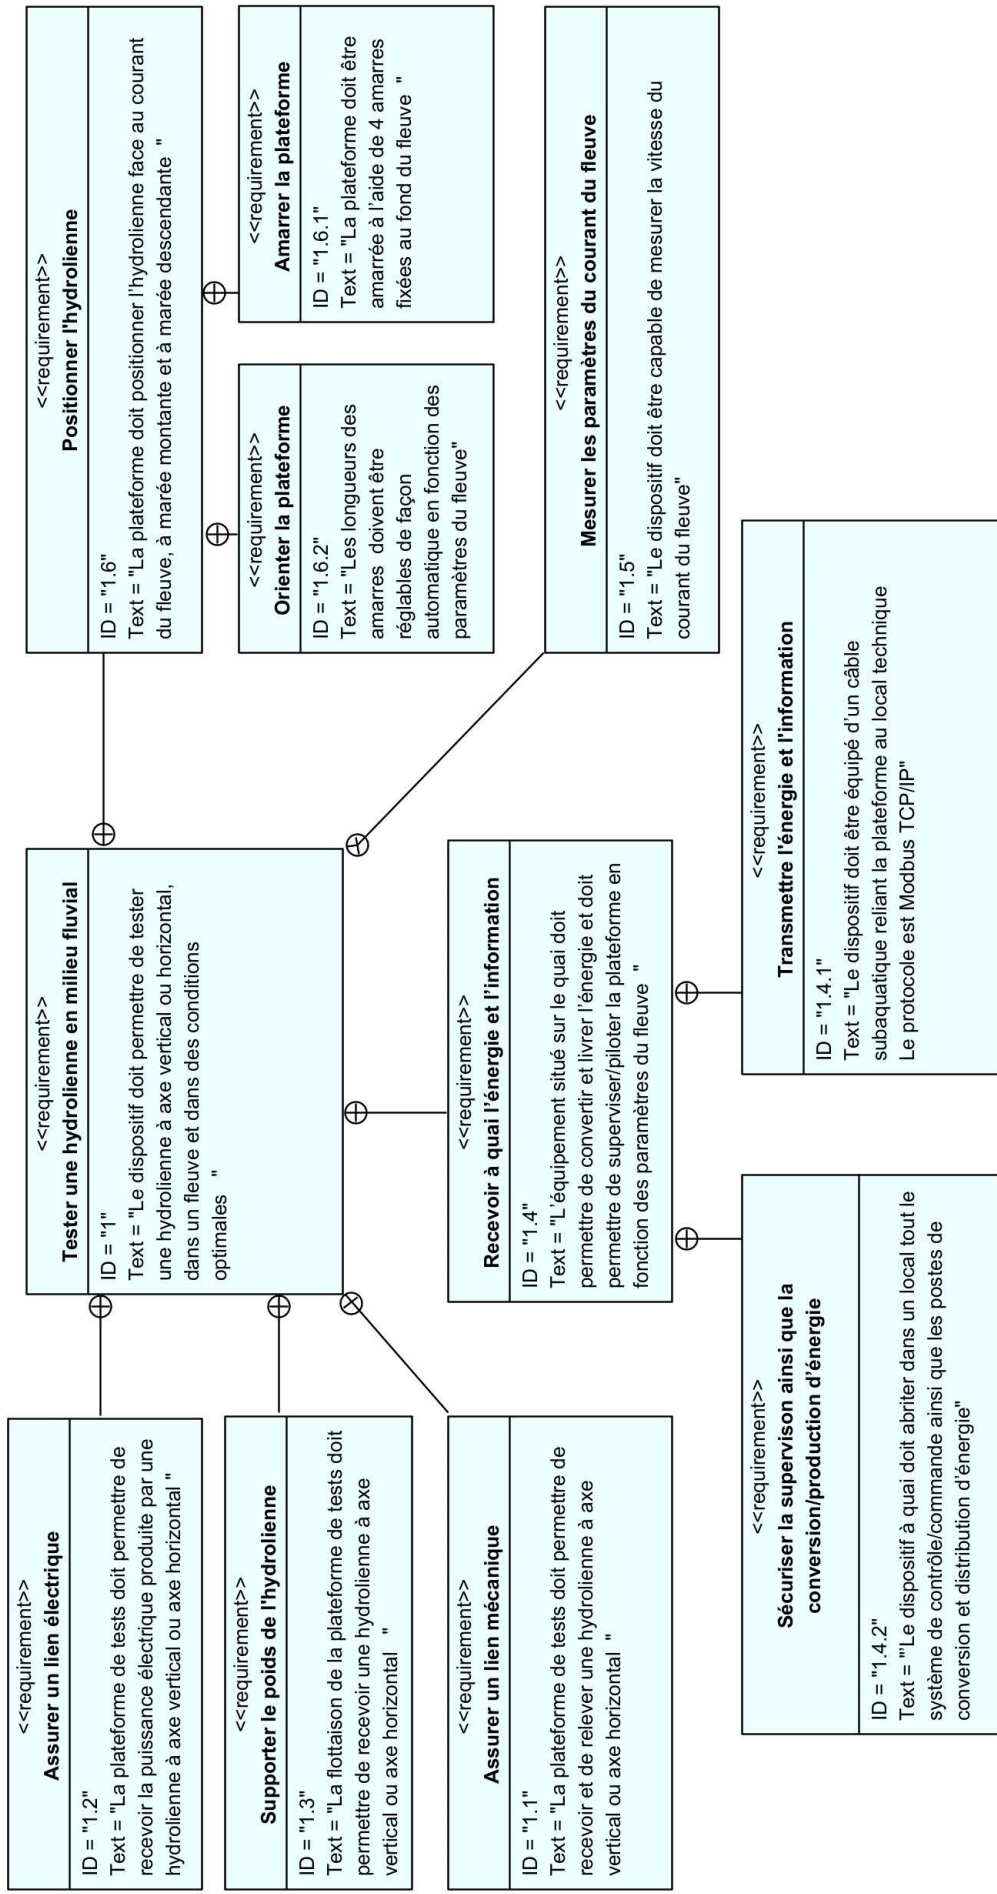 <<requirement>>
Assurer un lien électrique
ID = "1.2"
Text = "La plateforme de tests doit permettre de
recevoir la puissance électrique produite par une
hydrolienne à axe vertical ou axe horizontal "
<<requirement>>
Tester une hydrolienne en milieu fluvial
ID = "1"
Text = "Le dispositif doit permettre de tester
une hydrolienne à axe vertical ou horizontal,
dans un fleuve et dans des conditions
optimales "
<<requirement>>
Positionner l'hydrolienne
ID = "1.6"
Text = "La plateforme doit positionner l'hydrolienne face au courant
du fleuve, à marée montante et à marée descendante "
<<requirement>>
Supporter le poids de l'hydrolienne
ID = "1.3"
Text = "La flottaison de la plateforme de tests doit
permettre de recevoir une hydrolienne à axe
vertical ou axe horizontal "
<<requirement>>
Orienter la plateforme
ID = "1.6.2"
Text = "Les longueurs des
amarres doivent être
réglables de façon
automatique en fonction des
paramètres du fleuve"
<<requirement>>
Amarrer la plateforme
ID = "1.6.1"
Text = "La plateforme doit être
amarrée à l'aide de 4 amarres
fixées au fond du fleuve "
<<requirement>>
Assurer un lien mécanique
ID = "1.1"
Text = "La plateforme de tests doit permettre de
recevoir et de relever une hydrolienne à axe
vertical ou axe horizontal "
<<requirement>>
Recevoir à quai l'énergie et l'information
ID = "1.4"
Text = "L'équipement situé sur le quai doit
permettre de convertir et livrer l'énergie et doit
permettre de superviser/piloter la plateforme en
fonction des paramètres du fleuve "
<<requirement>>
Mesurer les paramètres du courant du fleuve
ID = "1.5"
Text = "Le dispositif doit être capable de mesurer la vitesse du
courant du fleuve"
<<requirement>>
Sécuriser la supervison ainsi que la
conversion/production d'énergie
ID = "1.4.2"
Text = "'Le dispositif à quai doit abriter dans un local tout le
système de contrôle/commande ainsi que les postes de
conversion et distribution d'énergie"
<<requirement>>
Transmettre l'énergie et l'information
ID = "1.4.1"
Text = "Le dispositif doit être équipé d'un câble
subaquatique reliant la plateforme au local technique
Le protocole est Modbus TCP/IP"